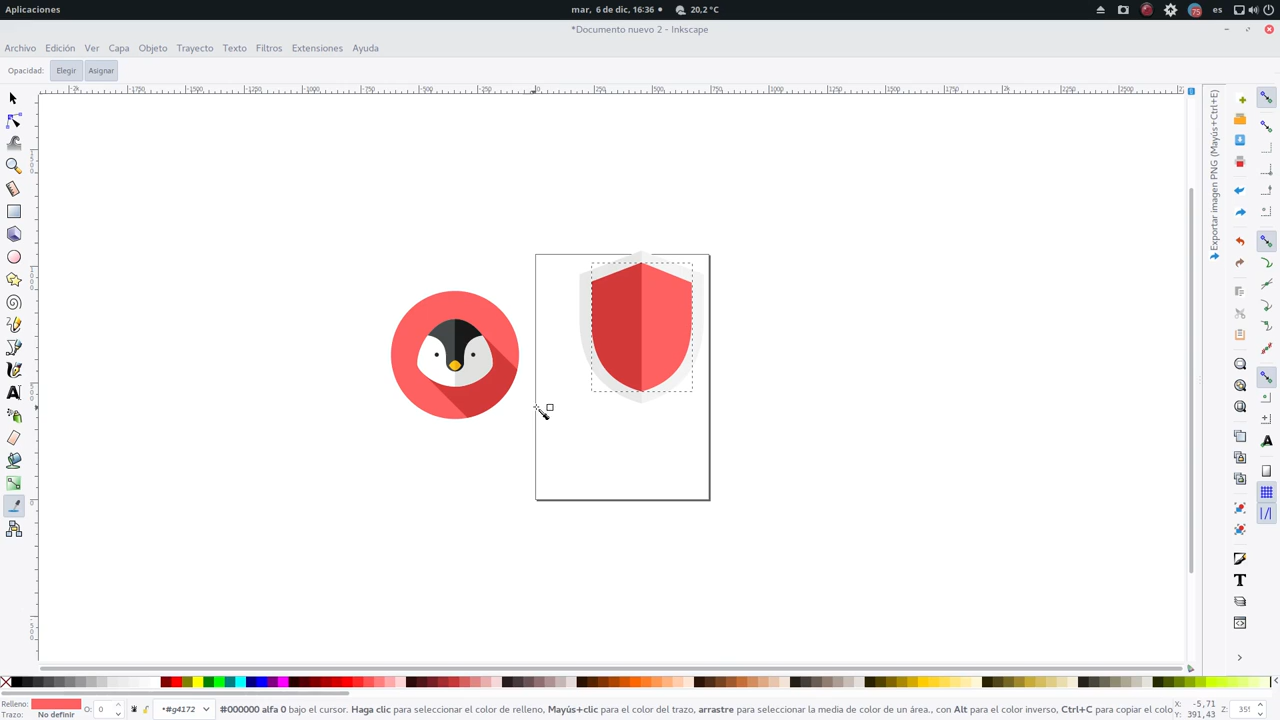 Aplicaciones
mar, 6 de dic, 16:36
20,2 °C
75
es
*Documento nuevo 2 - Inkscape
Archivo Edición Ver Capa Objeto Trayecto Texto Filtros Extensiones Ayuda
Opacidad: Elegir Asignar
Exportar imagen PNG (Mayús+Ctrl+E)
Relleno:
Trazo: No definir
O: 0
•#g4172
#000000 alfa 0 bajo el cursor. Haga clic para seleccionar el color de relleno, Mayús+clic para el color del trazo, arrastre para seleccionar la media de color de un área., con Alt para el color inverso, Ctrl+C para copiar el colo
X: -5,71
Y: 391,43
Z: 35